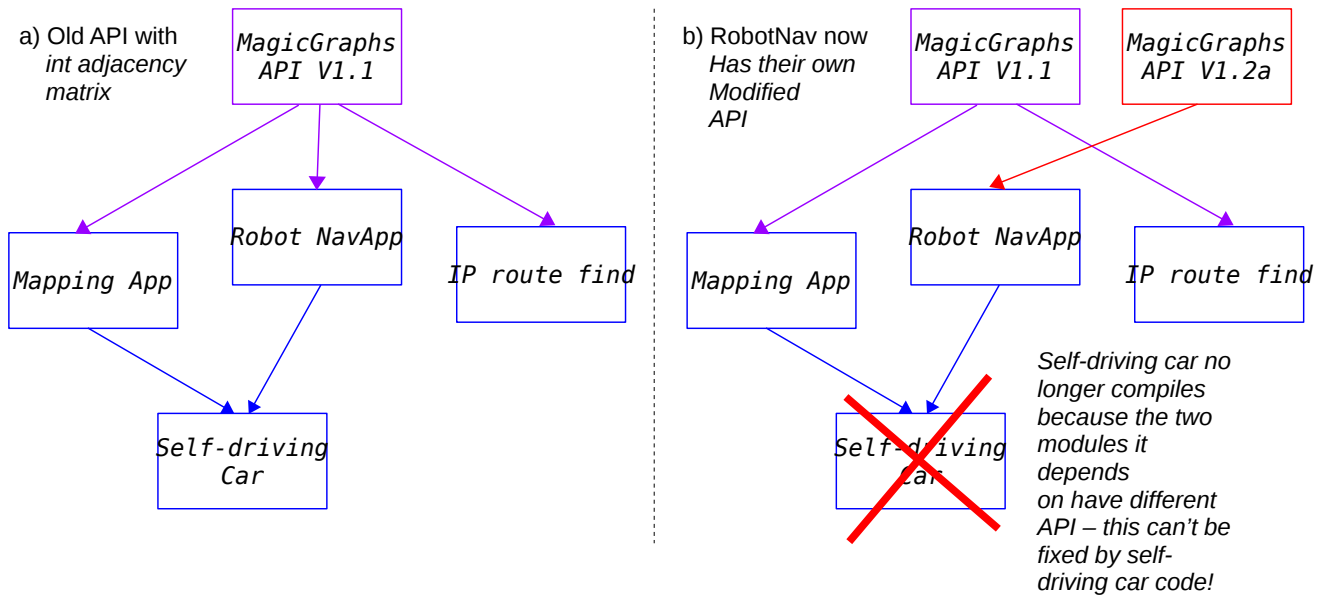 a) Old API with
int adjacency
matrix
MagicGraphs
API V1.1
Mapping App
Robot NavApp
IP route find
Self-driving
Car
b) RobotNav now
Has their own
Modified
API
MagicGraphs
API V1.1
MagicGraphs
API V1.2a
Mapping App
Robot NavApp
IP route find
Self-driving
Car
Self-driving car no
longer compiles
because the two
modules it
depends
on have different
API – this can't be
fixed by self-
driving car code!